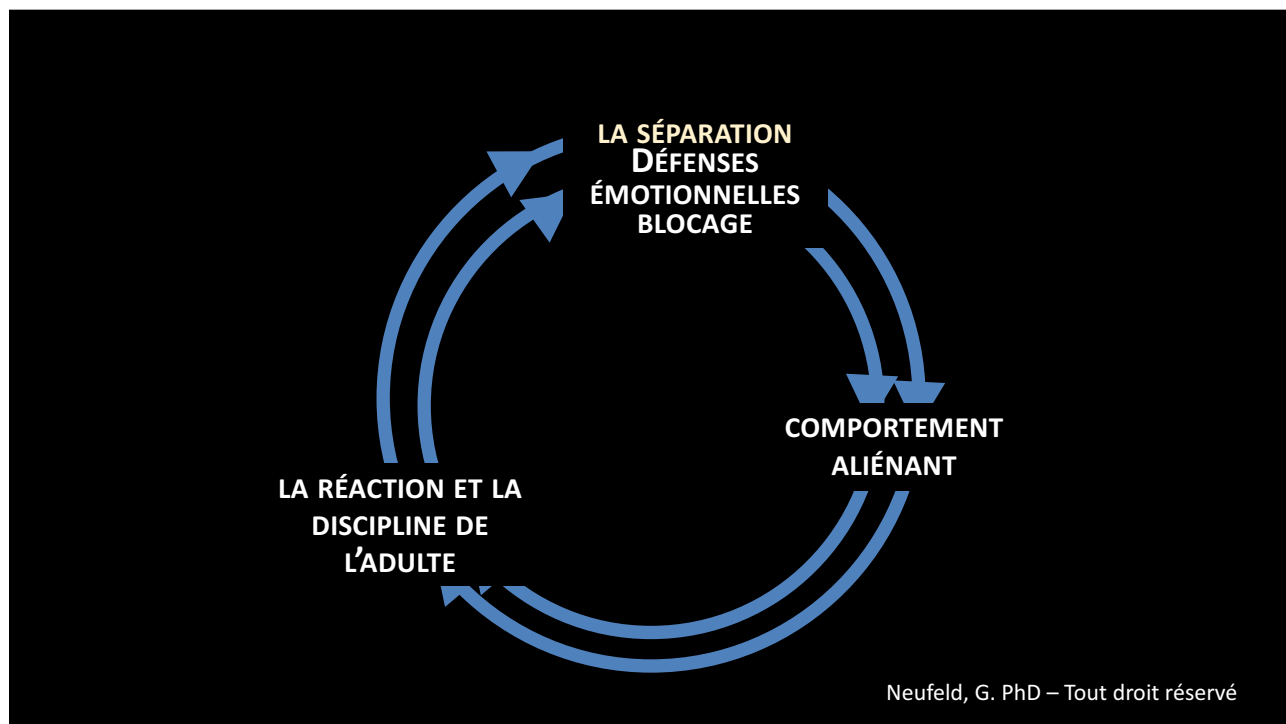 LA SÉPARATION
DÉFENSES
ÉMOTIONNELLES
BLOCAGE
COMPORTEMENT
ALIÉNANT
LA RÉACTION ET LA
DISCIPLINE DE
L'ADULTE
Neufeld, G. PhD – Tout droit réservé